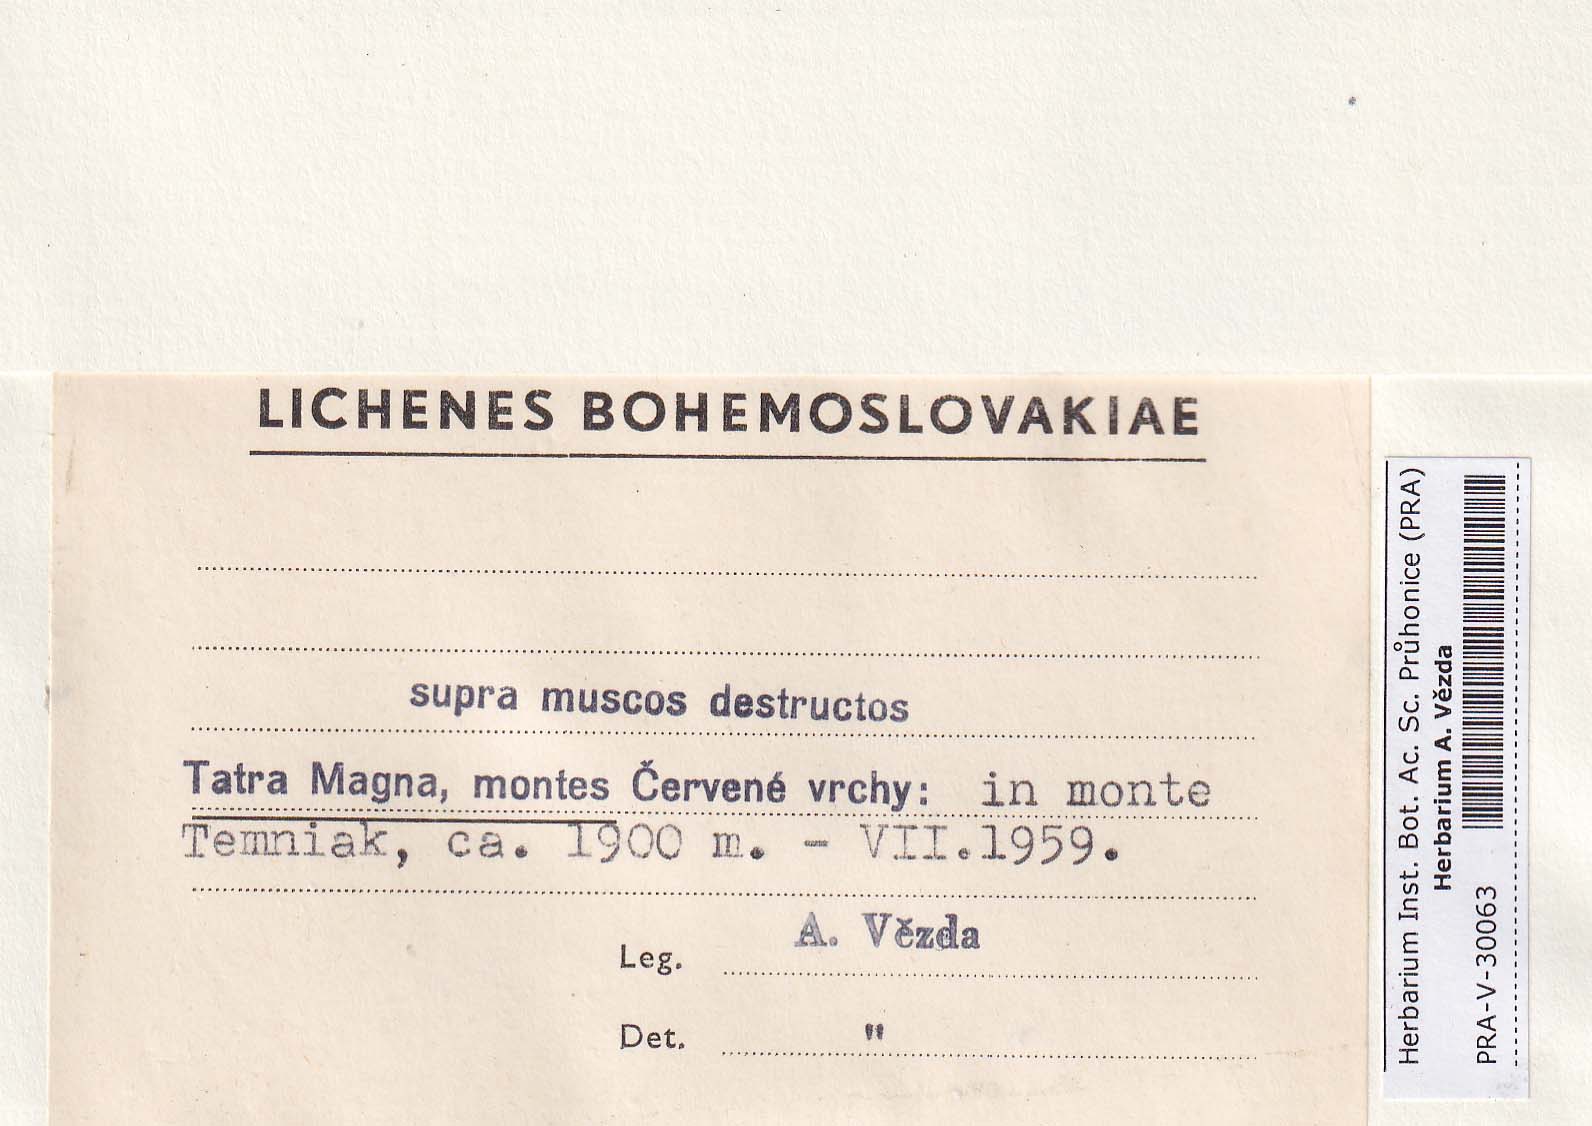 LICHENES BOHEMOSLOVAKIAE
supra muscos destructos
Tatra Magna, montes Červené vrchy: in monte
Temniak, ca. 1900 m. - VII.1959.
Leg. A. Vězda
Det. "
Herbarium Inst. Bot. Ac. Sc. Průhonice (PRA)
Herbarium A. Vězda
PRA-V-30063